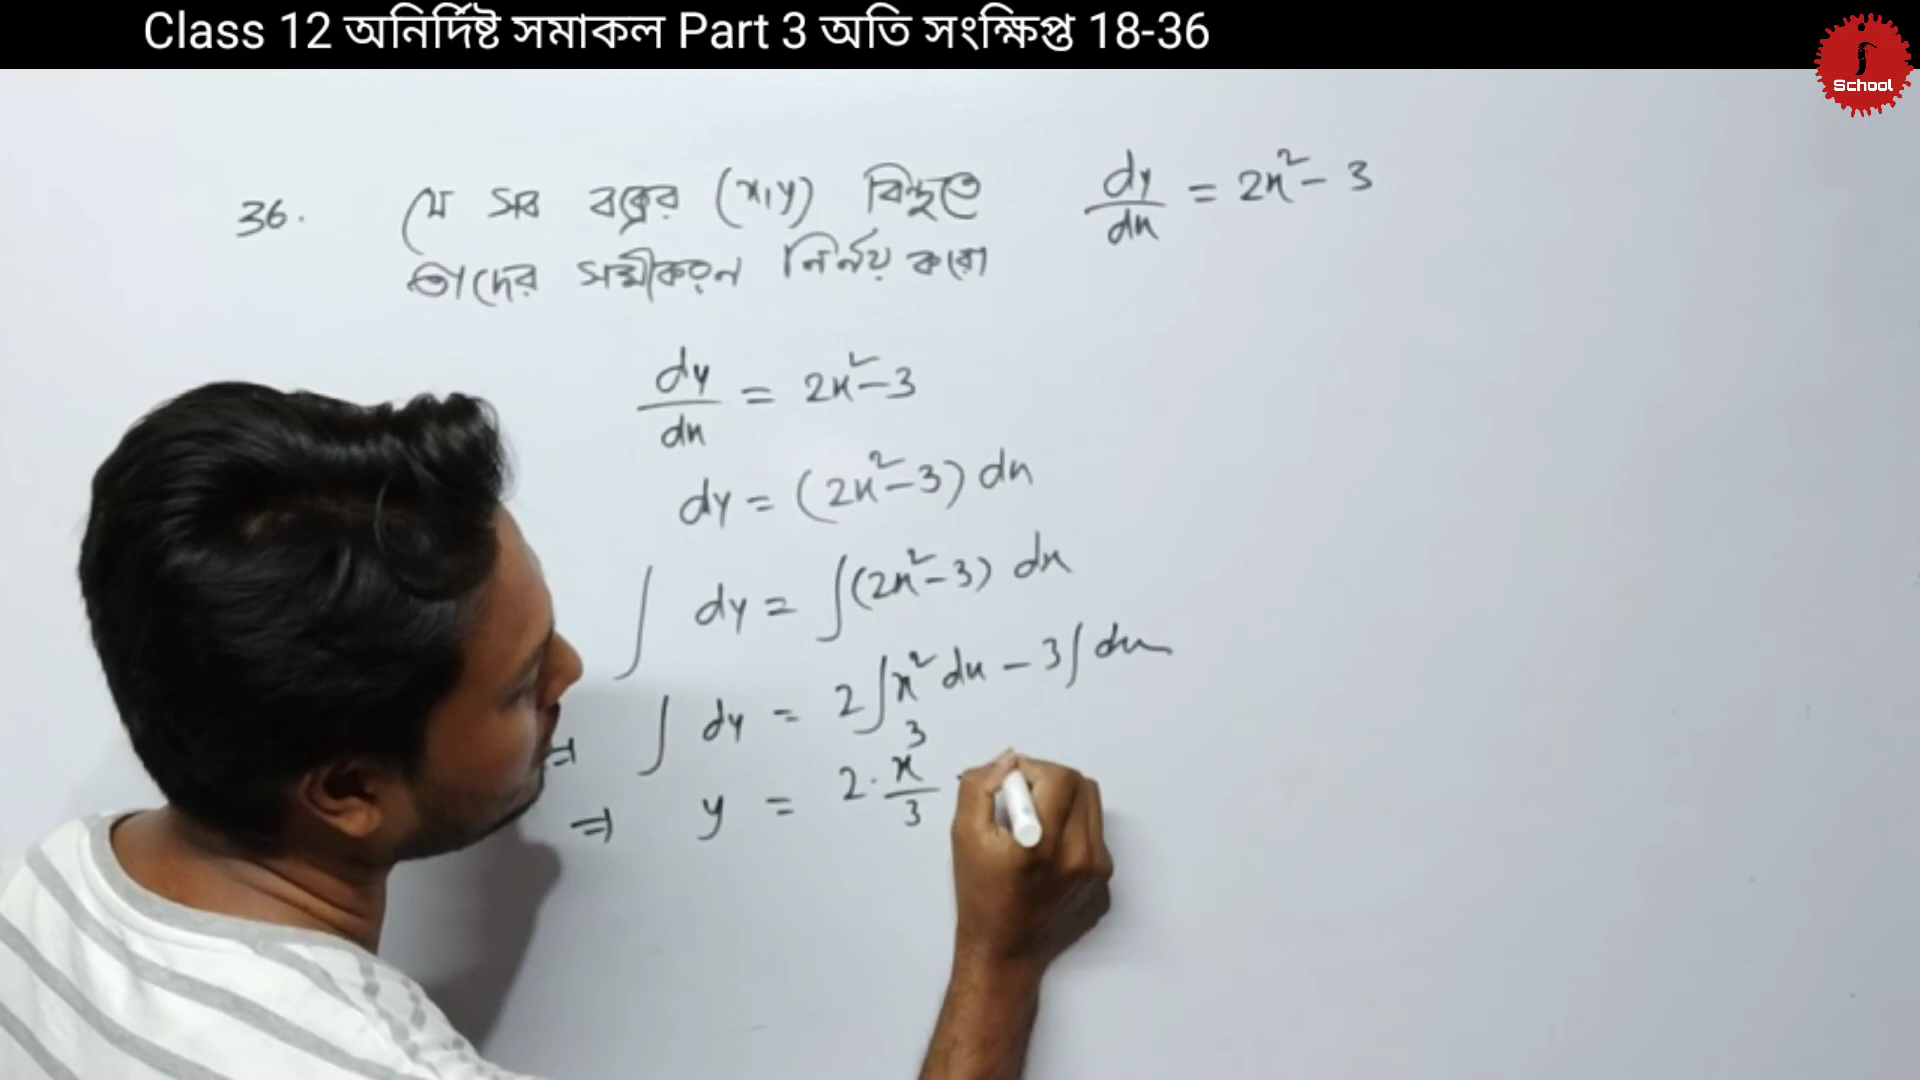 Class 12 অনির্দিষ্ট সমাকল Part 3 অতি সংক্ষিপ্ত 18-36
School
36. যে সব বক্রের (x,y) বিন্দুতে dy/dx = 2x² - 3
তাদের সমীকরণ নির্নয় করো
dy/dx = 2x² - 3
dy = (2x² - 3) dx
∫ dy = ∫(2x² - 3) dx
⇒ ∫ dy = 2∫x² dx - 3∫dx
⇒ y = 2. x³/3